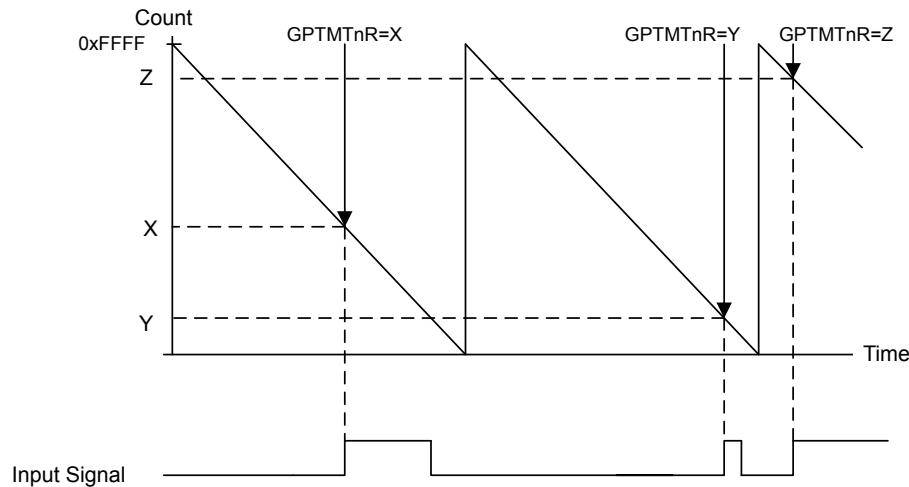 Count
0xFFFF
GPTMTnR=X
GPTMTnR=Y
GPTMTnR=Z
Z
X
Y
Time
Input Signal